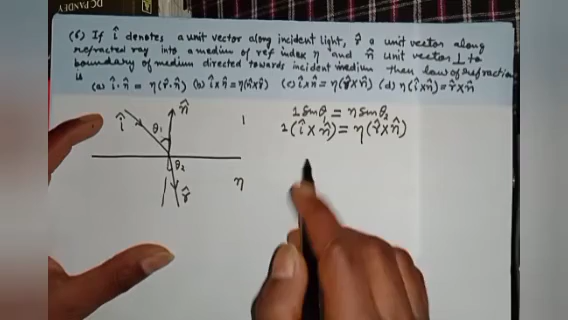 DC PANDEY
(6) If î denotes a unit vector along incident light, r̂ a unit vector along
refracted ray into a medium of ref index η and n̂ unit vector ⊥ to
boundary of medium directed towards incident medium then law of refraction
is
(a) î·n̂ = η(r̂·n̂) (b) î×n̂ = η(n̂×r̂) (c) î×n̂ = η(r̂×n̂) (d) η(î×n̂) = r̂×n̂
n̂
î
θ1
1
θ2
r̂
η
1 sinθ1 = η sinθ2
1(î×n̂) = η(r̂×n̂)